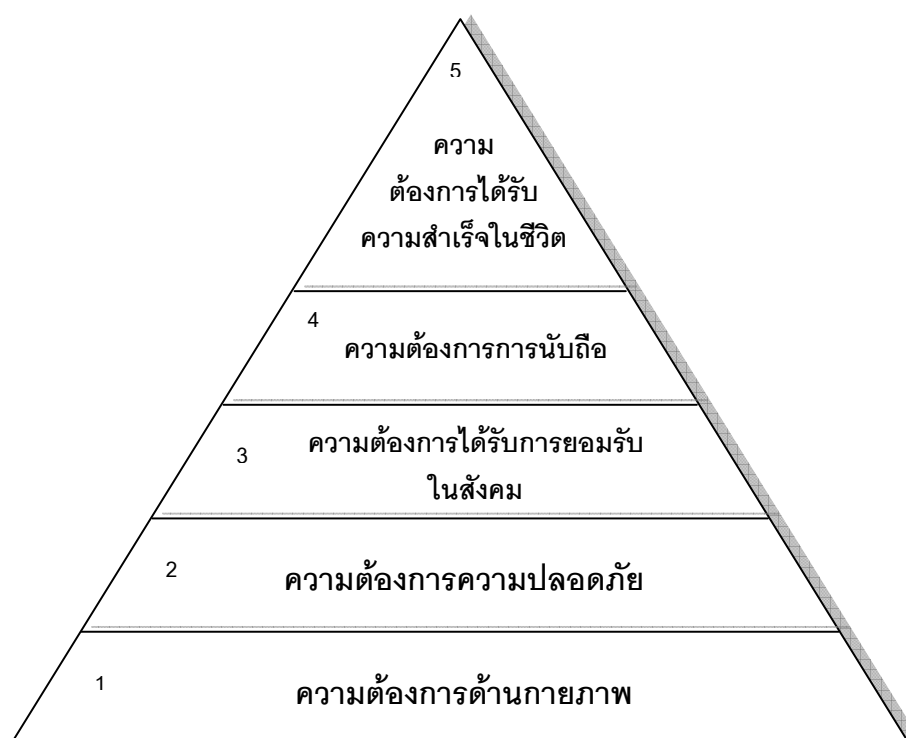 5
ความ
ต้องการได้รับ
ความสำเร็จในชีวิต
4
ความต้องการการนับถือ
3
ความต้องการได้รับการยอมรับ
ในสังคม
2
ความต้องการความปลอดภัย
1
ความต้องการด้านกายภาพ